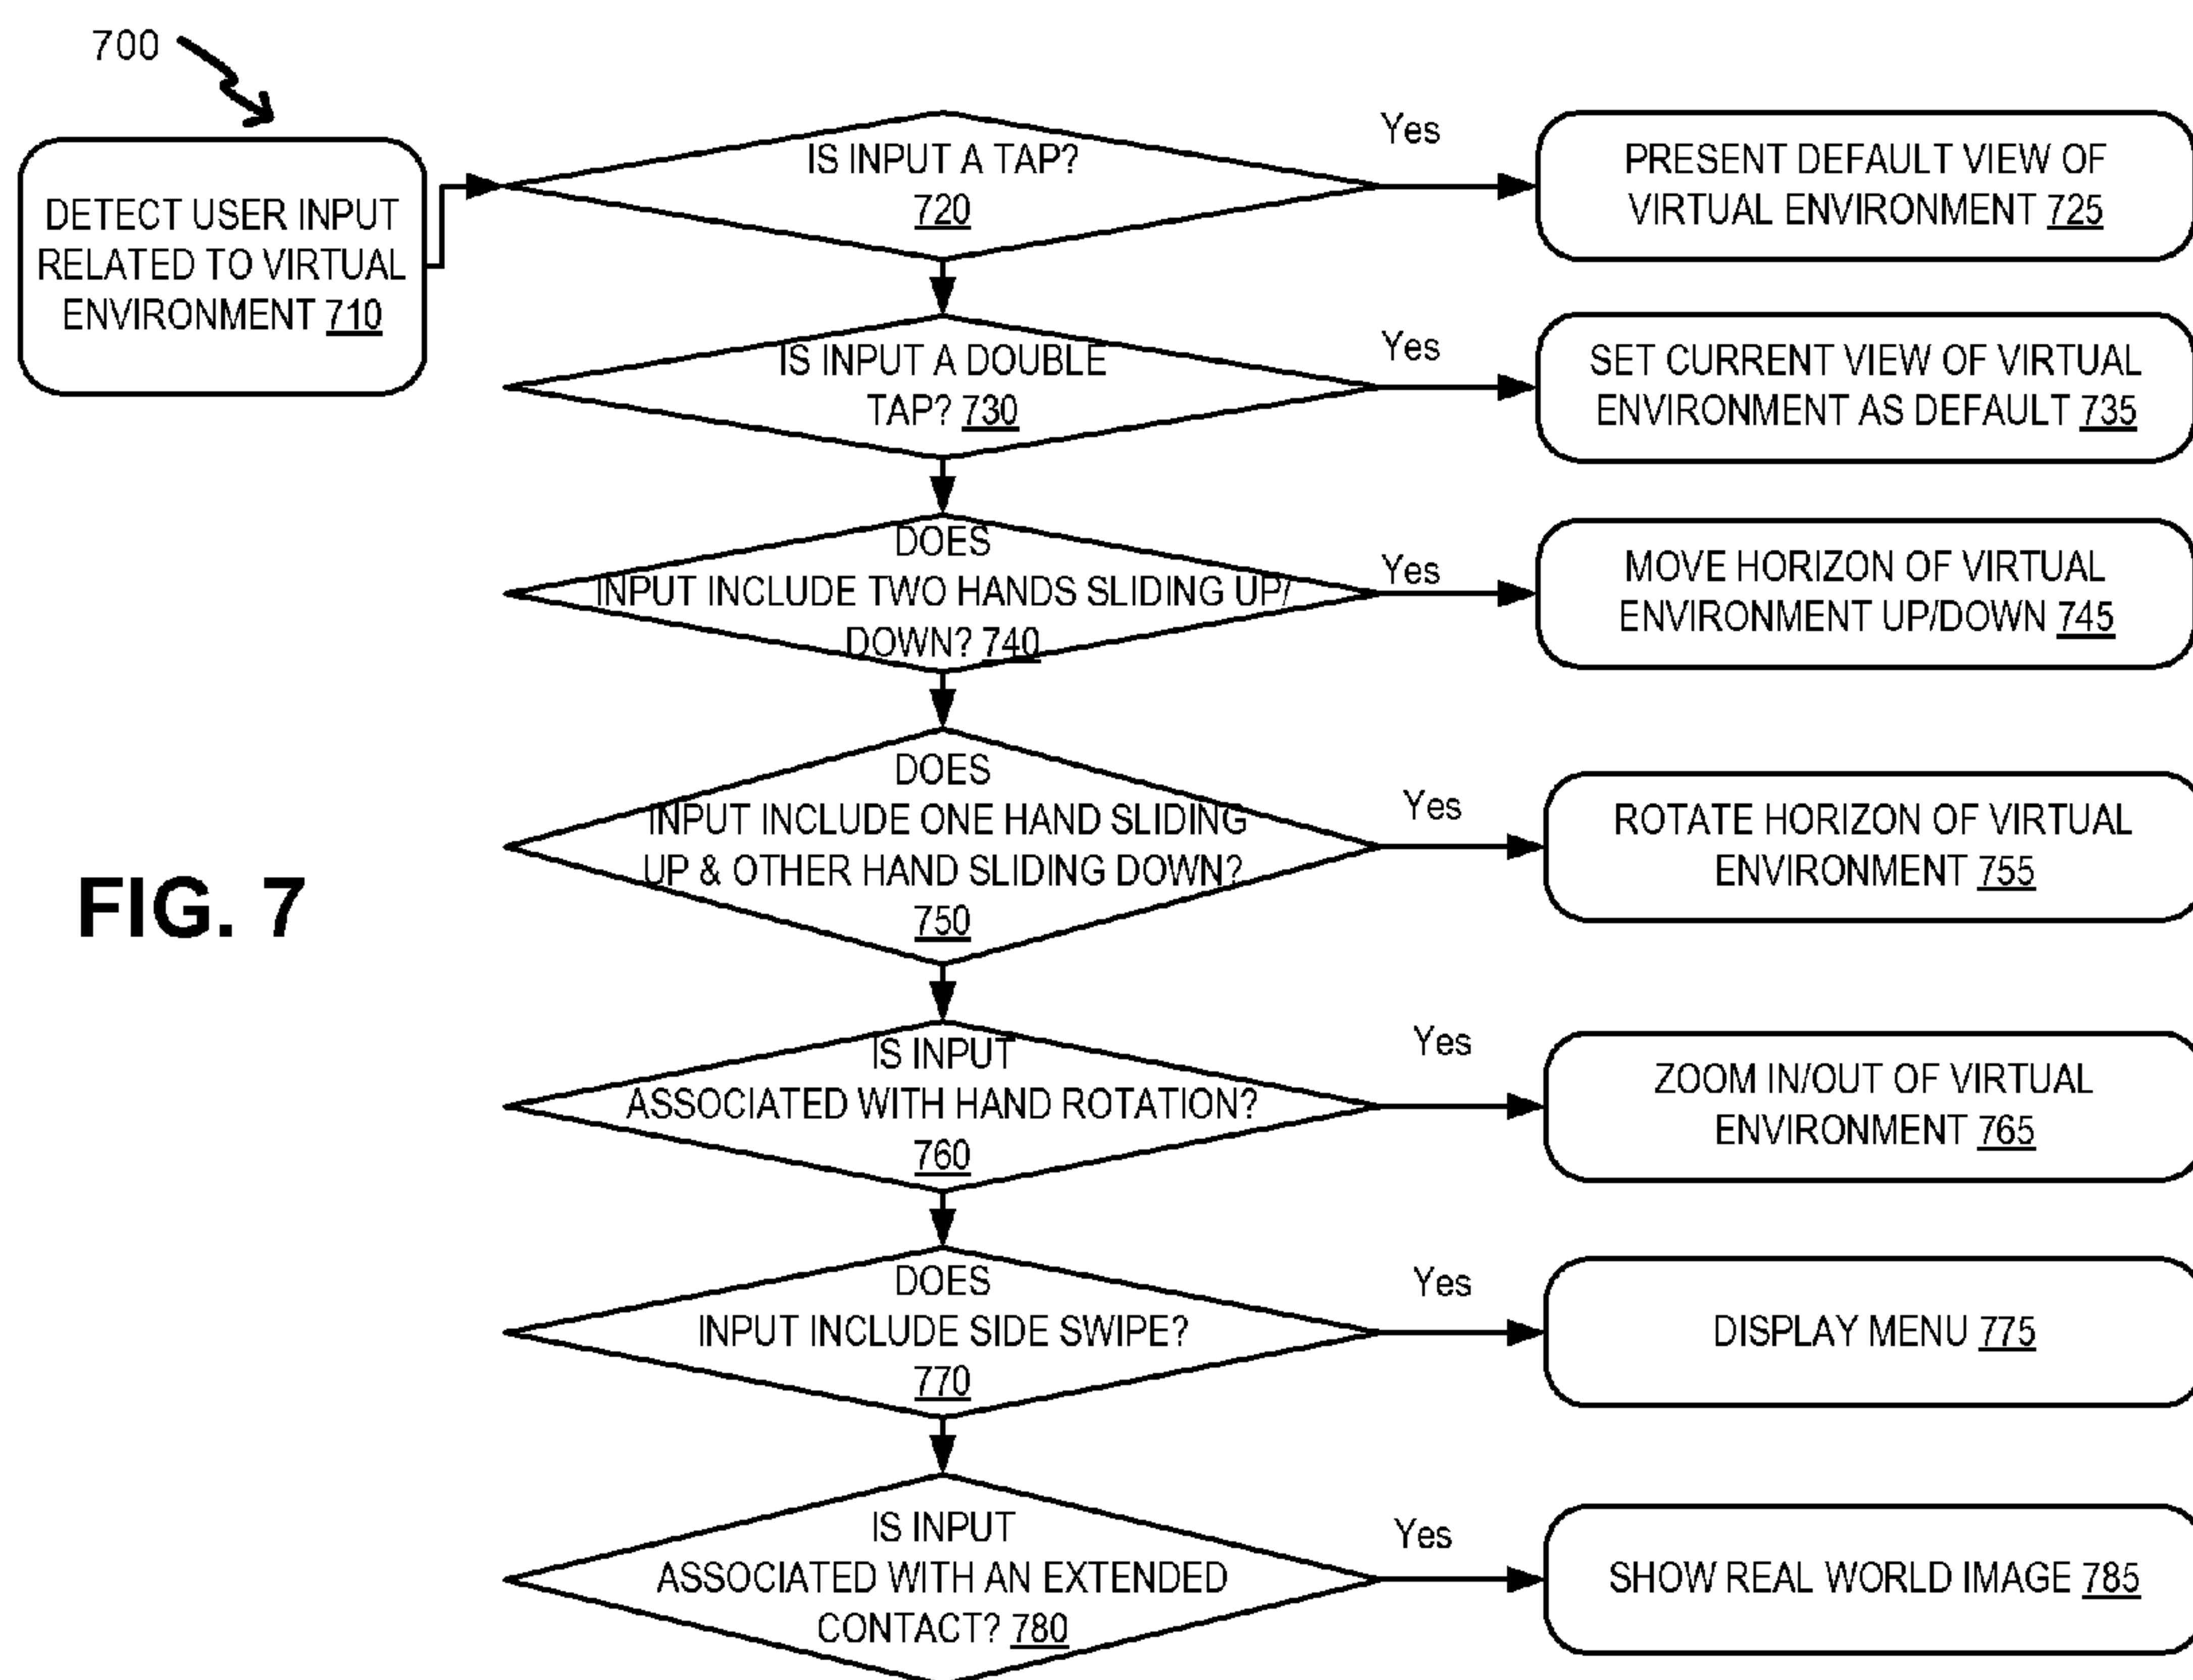 700
DETECT USER INPUT
RELATED TO VIRTUAL
ENVIRONMENT 710
IS INPUT A TAP?
720
Yes
PRESENT DEFAULT VIEW OF
VIRTUAL ENVIRONMENT 725
IS INPUT A DOUBLE
TAP? 730
Yes
SET CURRENT VIEW OF VIRTUAL
ENVIRONMENT AS DEFAULT 735
DOES
INPUT INCLUDE TWO HANDS SLIDING UP/
DOWN? 740
Yes
MOVE HORIZON OF VIRTUAL
ENVIRONMENT UP/DOWN 745
DOES
INPUT INCLUDE ONE HAND SLIDING
UP & OTHER HAND SLIDING DOWN?
750
Yes
ROTATE HORIZON OF VIRTUAL
ENVIRONMENT 755
FIG. 7
IS INPUT
ASSOCIATED WITH HAND ROTATION?
760
Yes
ZOOM IN/OUT OF VIRTUAL
ENVIRONMENT 765
DOES
INPUT INCLUDE SIDE SWIPE?
770
Yes
DISPLAY MENU 775
IS INPUT
ASSOCIATED WITH AN EXTENDED
CONTACT? 780
Yes
SHOW REAL WORLD IMAGE 785